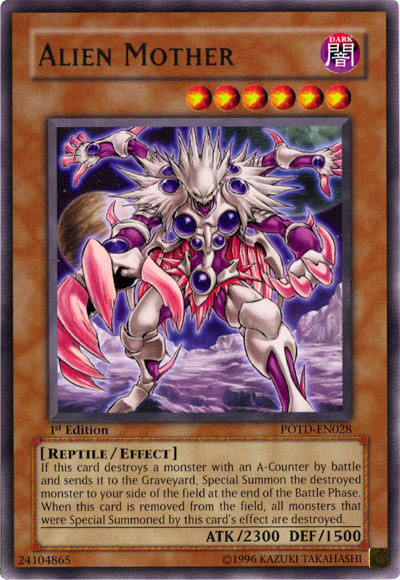 ALIEN MOTHER
DARK
闇
1st Edition
POTD-EN028
[REPTILE/EFFECT]
If this card destroys a monster with an A-Counter by battle
and sends it to the Graveyard, Special Summon the destroyed
monster to your side of the field at the end of the Battle Phase.
When this card is removed from the field, all monsters that
were Special Summoned by this card's effect are destroyed.
ATK/2300 DEF/1500
24104865
©1996 KAZUKI TAKAHASHI